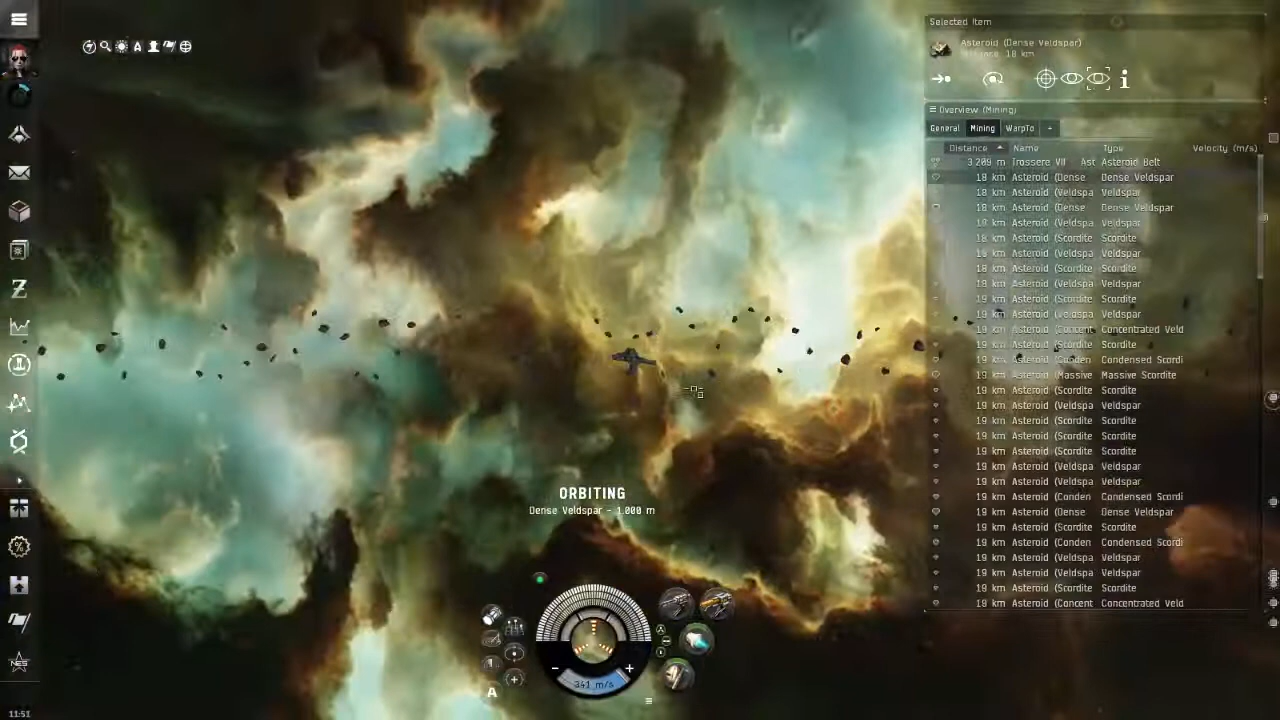 Selected Item
Asteroid (Dense Veldspar)
Distance 18 km
Overview (Mining)
General Mining WarpTo +
Distance Name Type Velocity (m/s)
3 209 m Trossere VII Ast Asteroid Belt
18 km Asteroid (Dense Dense Veldspar
18 km Asteroid (Veldspa Veldspar
18 km Asteroid (Dense Dense Veldspar
18 km Asteroid (Veldspa Veldspar
18 km Asteroid (Scordite Scordite
18 km Asteroid (Veldspa Veldspar
18 km Asteroid (Scordite Scordite
18 km Asteroid (Veldspa Veldspar
18 km Asteroid (Scordite Scordite
19 km Asteroid (Veldspa Veldspar
19 km Asteroid (Concent Concentrated Veld
19 km Asteroid (Scordite Scordite
19 km Asteroid (Conden Condensed Scordi
19 km Asteroid (Massive Massive Scordite
19 km Asteroid (Scordite Scordite
19 km Asteroid (Veldspa Veldspar
19 km Asteroid (Scordite Scordite
19 km Asteroid (Scordite Scordite
19 km Asteroid (Scordite Scordite
19 km Asteroid (Veldspa Veldspar
19 km Asteroid (Veldspa Veldspar
19 km Asteroid (Conden Condensed Scordi
19 km Asteroid (Dense Dense Veldspar
19 km Asteroid (Scordite Scordite
19 km Asteroid (Conden Condensed Scordi
19 km Asteroid (Veldspa Veldspar
19 km Asteroid (Veldspa Veldspar
19 km Asteroid (Scordite Scordite
19 km Asteroid (Concent Concentrated Veld
ORBITING
Dense Veldspar - 1.000 m
341 m/s
A
NES
11:51